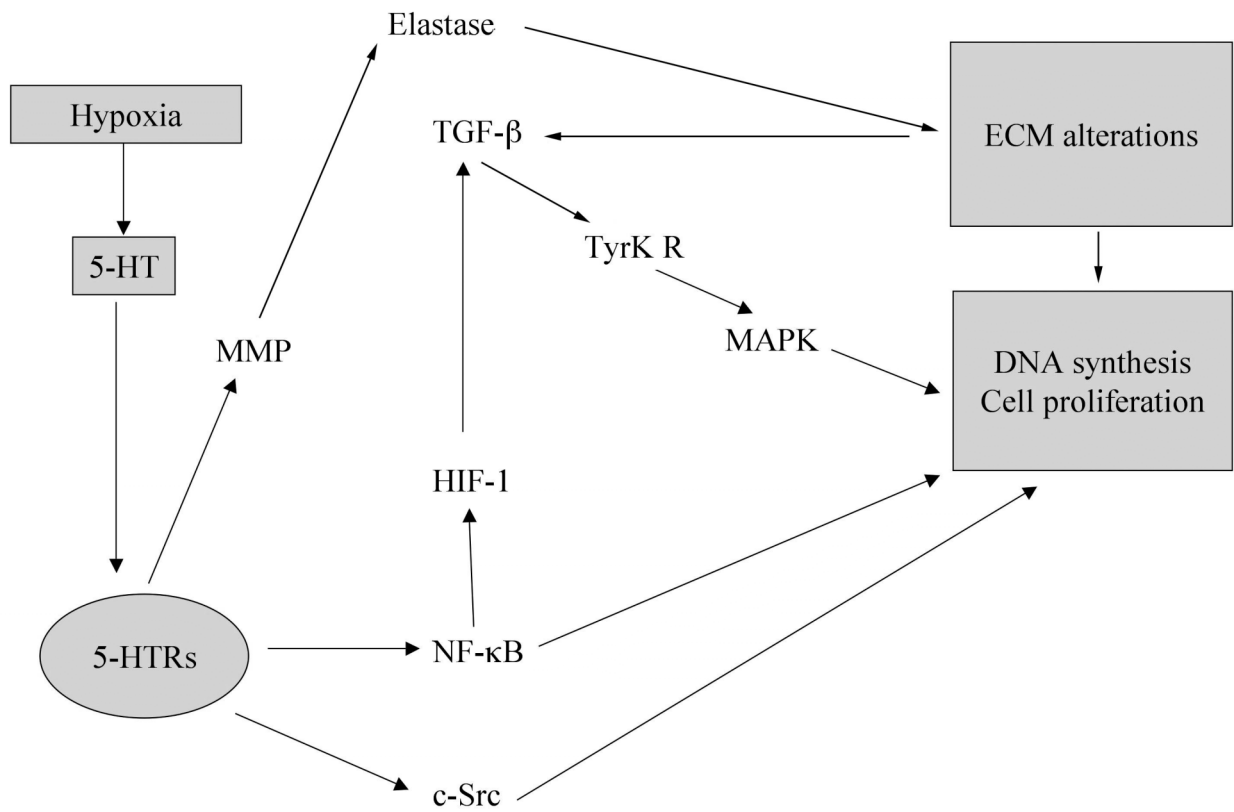 Elastase
Hypoxia
TGF-β
ECM alterations
5-HT
TyrK R
MMP
MAPK
DNA synthesis
Cell proliferation
HIF-1
5-HTRs
NF-κB
c-Src